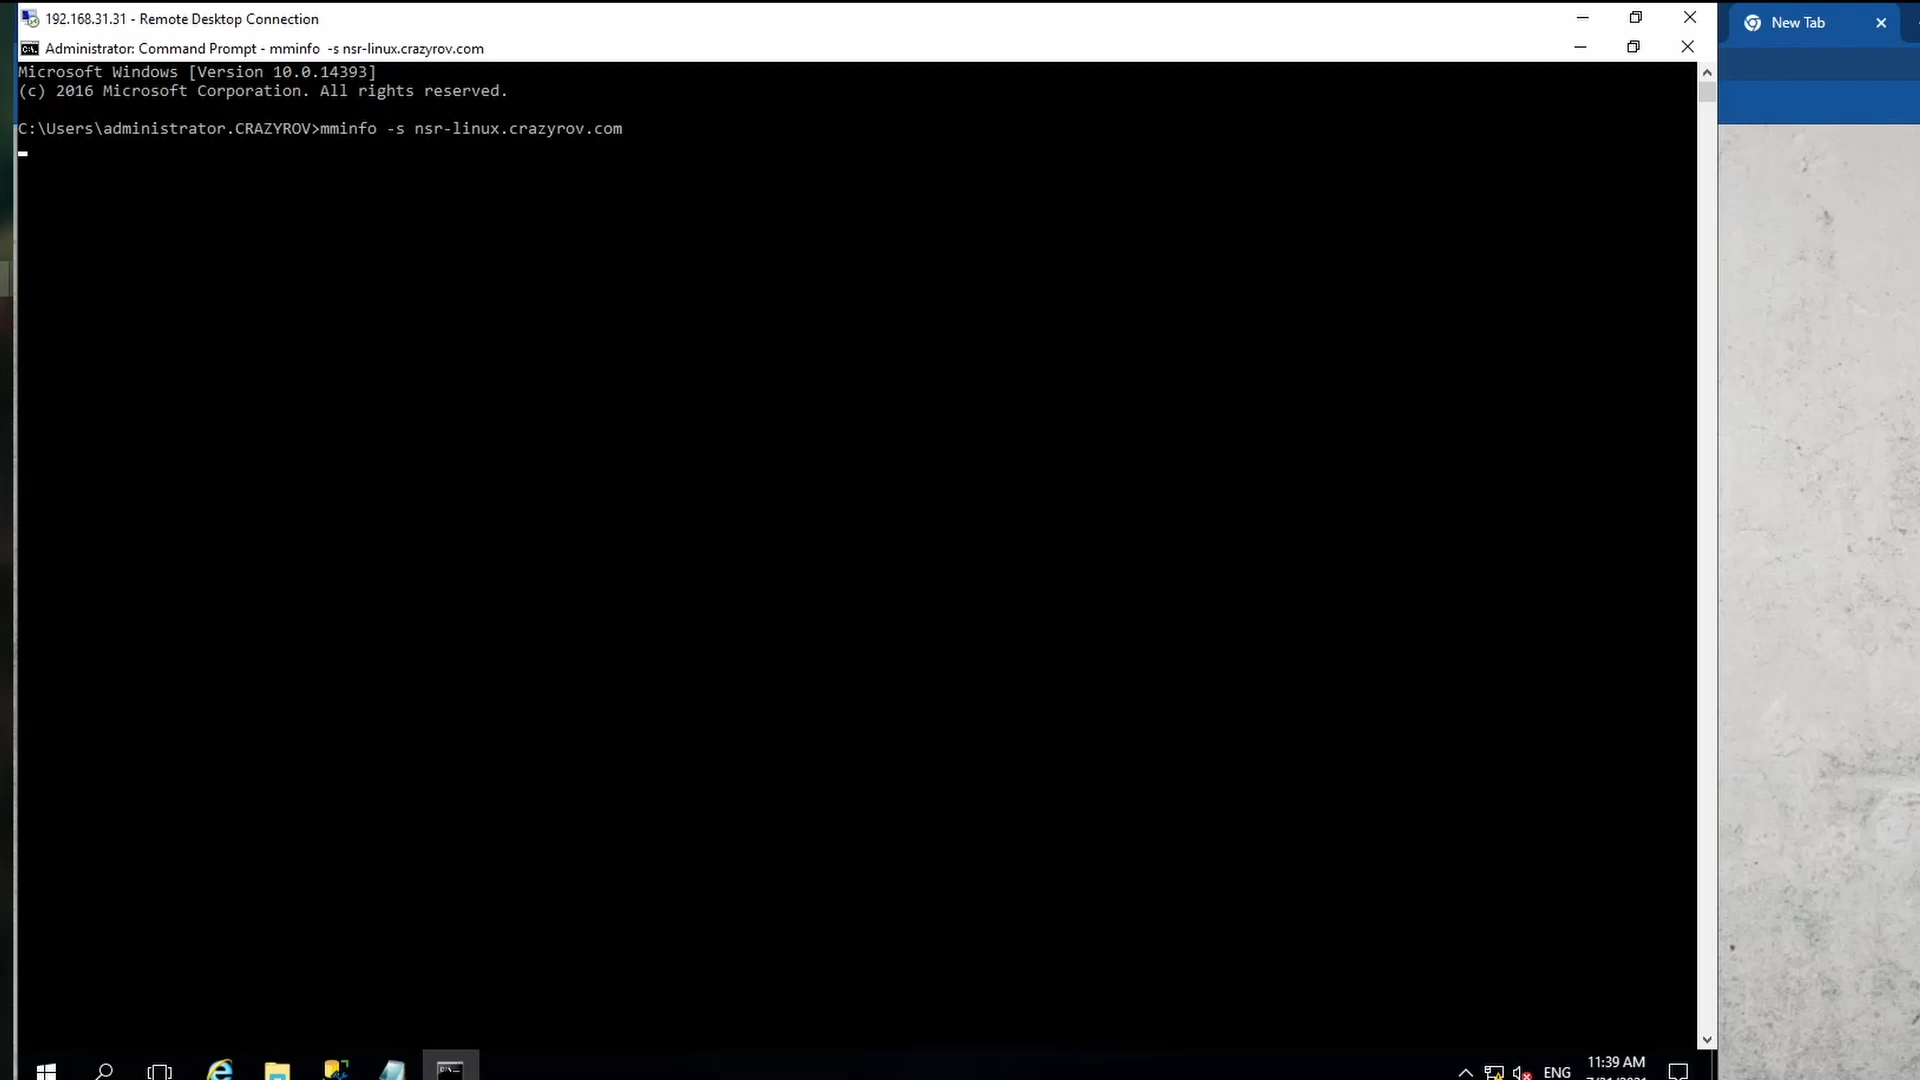 192.168.31.31 - Remote Desktop Connection
New Tab
Administrator: Command Prompt - mminfo  -s nsr-linux.crazyrov.com
Microsoft Windows [Version 10.0.14393]
(c) 2016 Microsoft Corporation. All rights reserved.
C:\Users\administrator.CRAZYROV>mminfo -s nsr-linux.crazyrov.com
11:39 AM
ENG